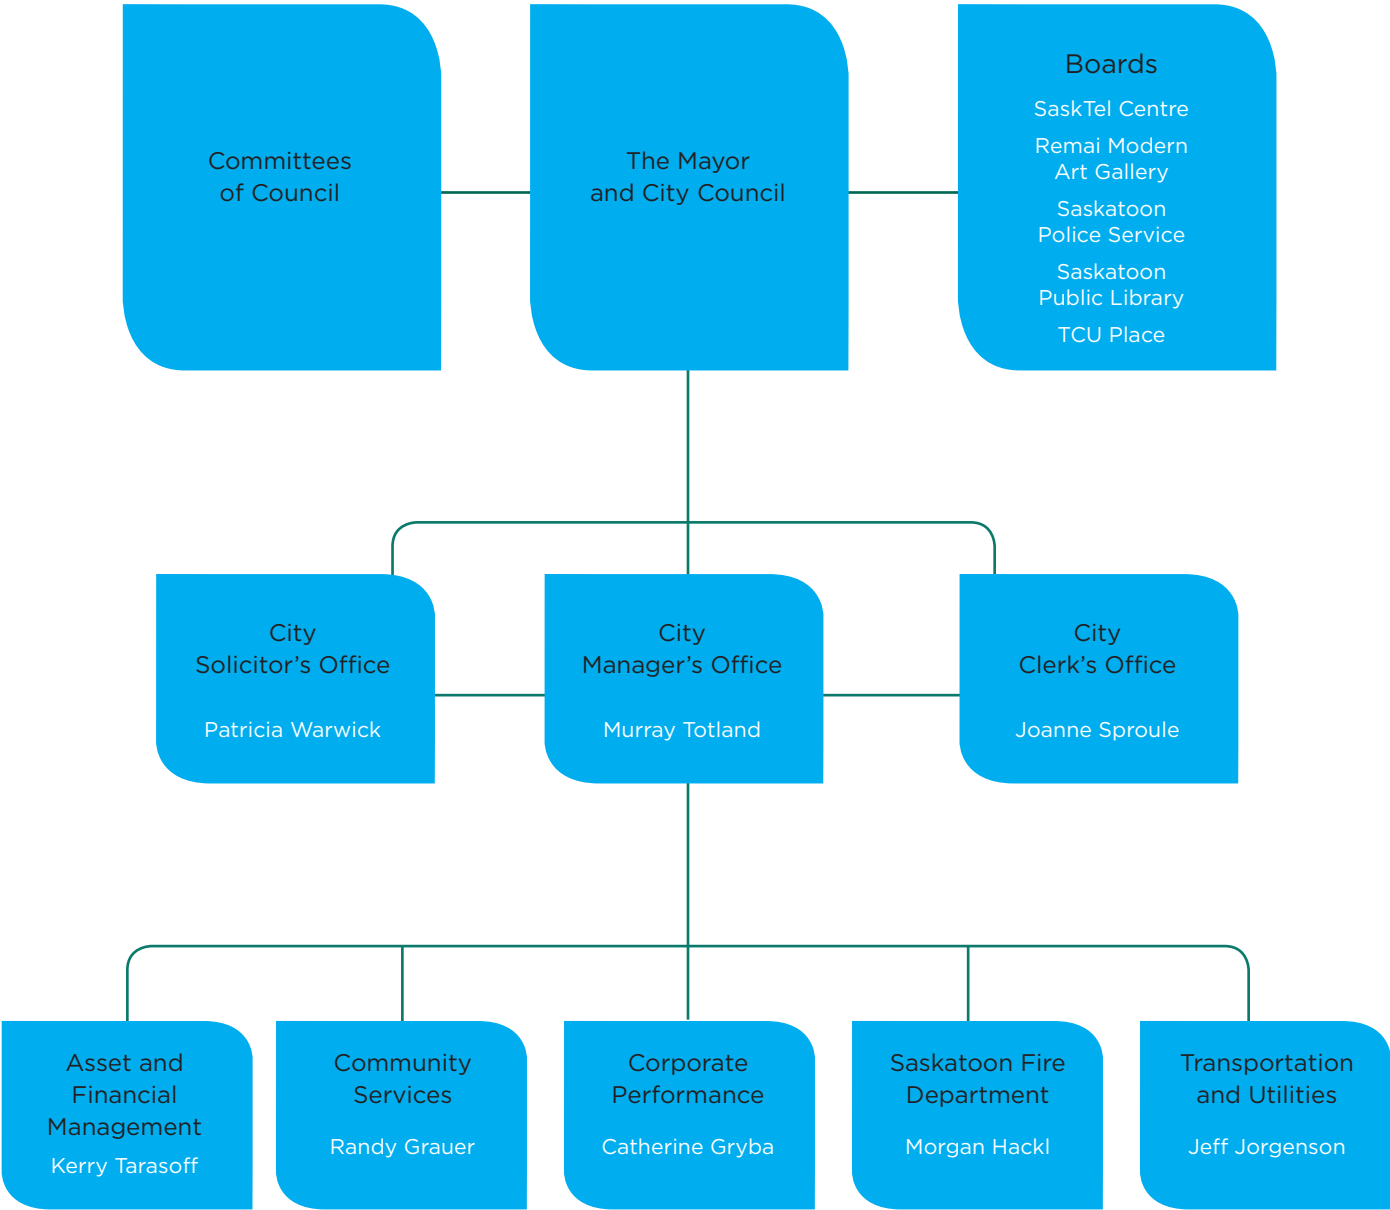 Committees
of Council
The Mayor
and City Council
Boards
SaskTel Centre
Remai Modern
Art Gallery
Saskatoon
Police Service
Saskatoon
Public Library
TCU Place
City
Solicitor’s Office
Patricia Warwick
City
Manager’s Office
Murray Totland
City
Clerk’s Office
Joanne Sproule
Asset and
Financial
Management
Kerry Tarasoff
Community
Services
Randy Grauer
Corporate
Performance
Catherine Gryba
Saskatoon Fire
Department
Morgan Hackl
Transportation
and Utilities
Jeff Jorgenson